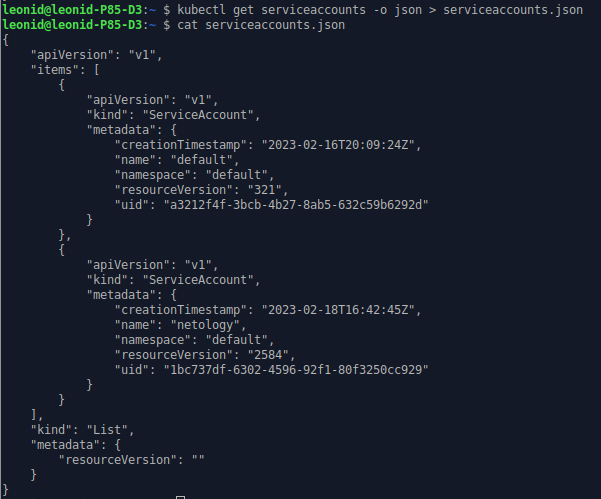 leonid@leonid-P85-D3:~ $ kubectl get serviceaccounts -o json > serviceaccounts.json
leonid@leonid-P85-D3:~ $ cat serviceaccounts.json
{
    "apiVersion": "v1",
    "items": [
        {
            "apiVersion": "v1",
            "kind": "ServiceAccount",
            "metadata": {
                "creationTimestamp": "2023-02-16T20:09:24Z",
                "name": "default",
                "namespace": "default",
                "resourceVersion": "321",
                "uid": "a3212f4f-3bcb-4b27-8ab5-632c59b6292d"
            }
        },
        {
            "apiVersion": "v1",
            "kind": "ServiceAccount",
            "metadata": {
                "creationTimestamp": "2023-02-18T16:42:45Z",
                "name": "netology",
                "namespace": "default",
                "resourceVersion": "2584",
                "uid": "1bc737df-6302-4596-92f1-80f3250cc929"
            }
        }
    ],
    "kind": "List",
    "metadata": {
        "resourceVersion": ""
    }
}